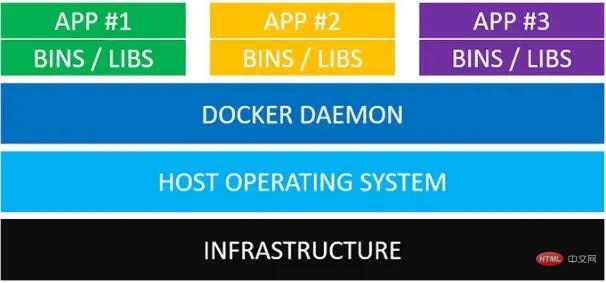 APP #1
BINS / LIBS
APP #2
BINS / LIBS
APP #3
BINS / LIBS
DOCKER DAEMON
HOST OPERATING SYSTEM
INFRASTRUCTURE
HTML 中文网